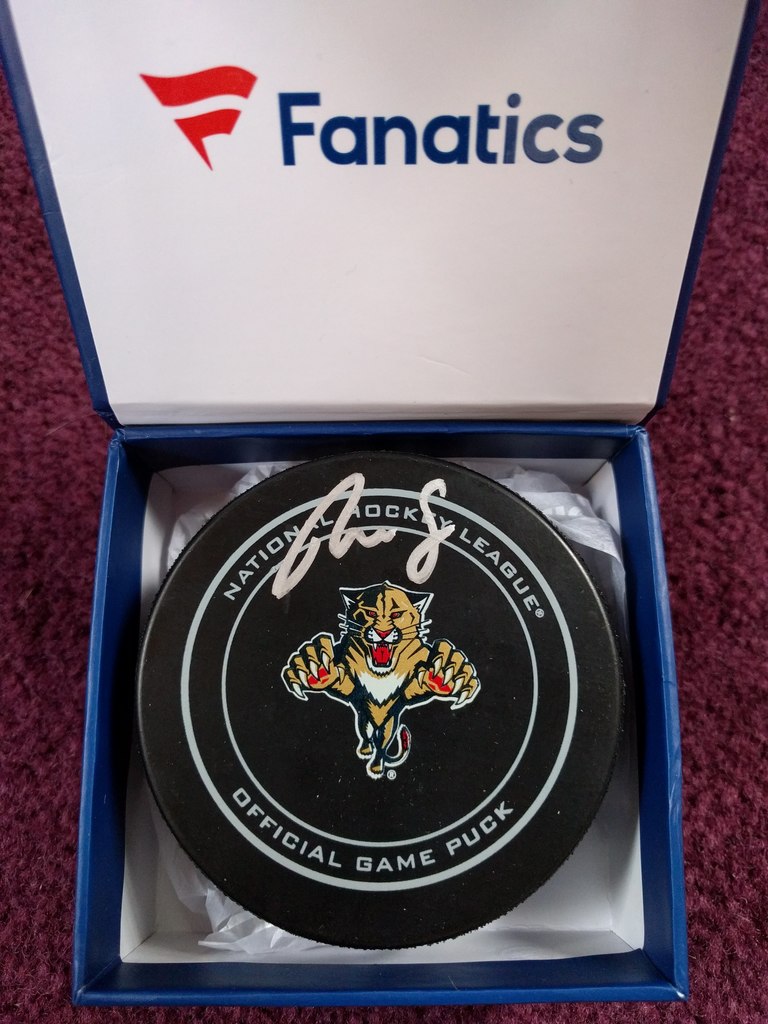 Fanatics
NATIONAL HOCKEY LEAGUE®
OFFICIAL GAME PUCK
®